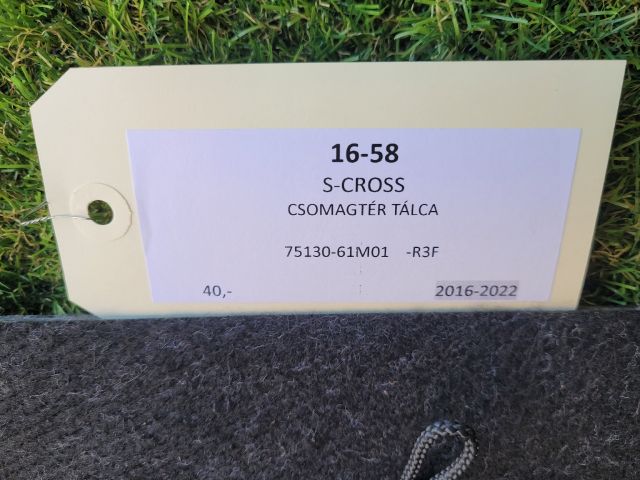 16-58
S-CROSS
CSOMAGTÉR TÁLCA
75130-61M01 -R3F
40,- 2016-2022